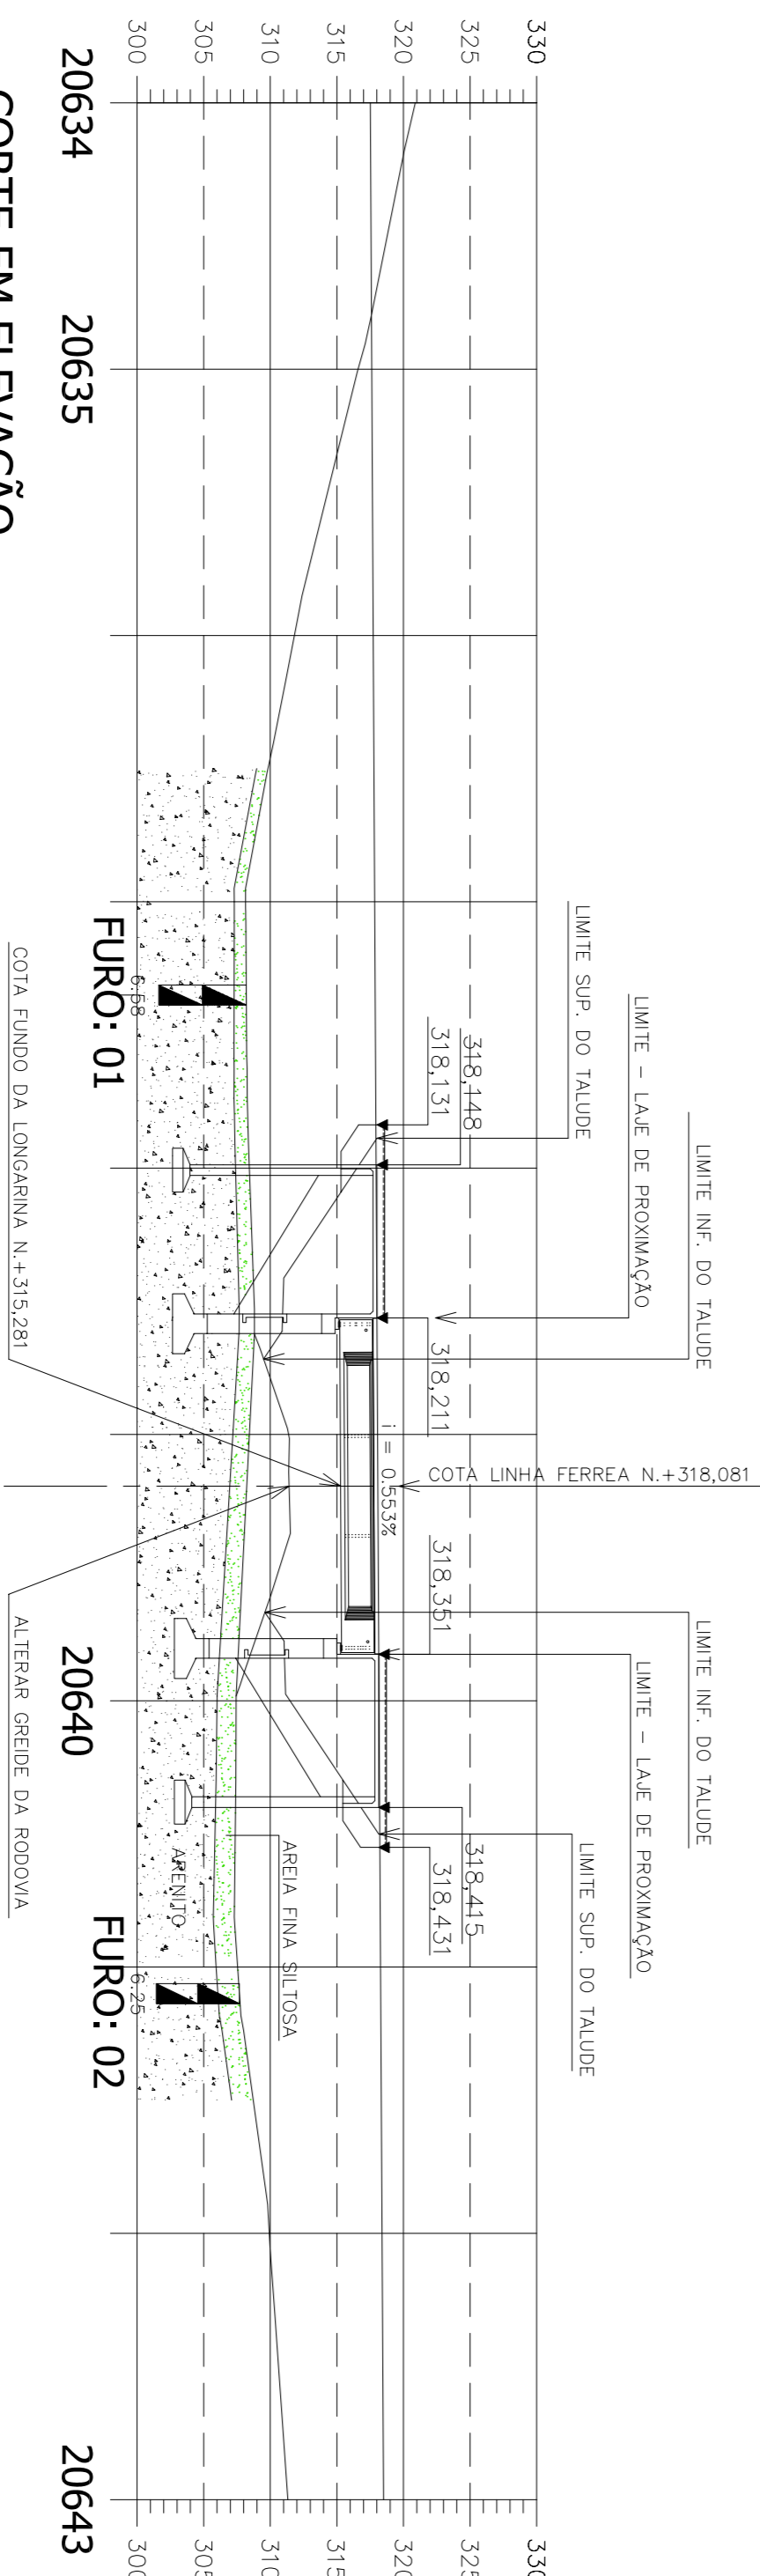 LIMITE INF. DO TALUDE
LIMITE INF. DO TALUDE
LIMITE – LAJE DE PROXIMAÇÃO
LIMITE – LAJE DE PROXIMAÇÃO
LIMITE SUP. DO TALUDE
LIMITE SUP. DO TALUDE
COTA LINHA FERREA N.+318,081
318,148
318,131
318,211
318,351
318,415
318,431
i = 0.553%
330
325
320
315
310
305
300
330
325
320
315
310
305
300
AREIA FINA SILTOSA
ARENITO
6.58
6.25
FURO: 01
FURO: 02
20634
20635
20640
20643
COTA FUNDO DA LONGARINA N.+315,281
ALTERAR GREIDE DA RODOVIA
CORTE EM ELEVAÇÃO